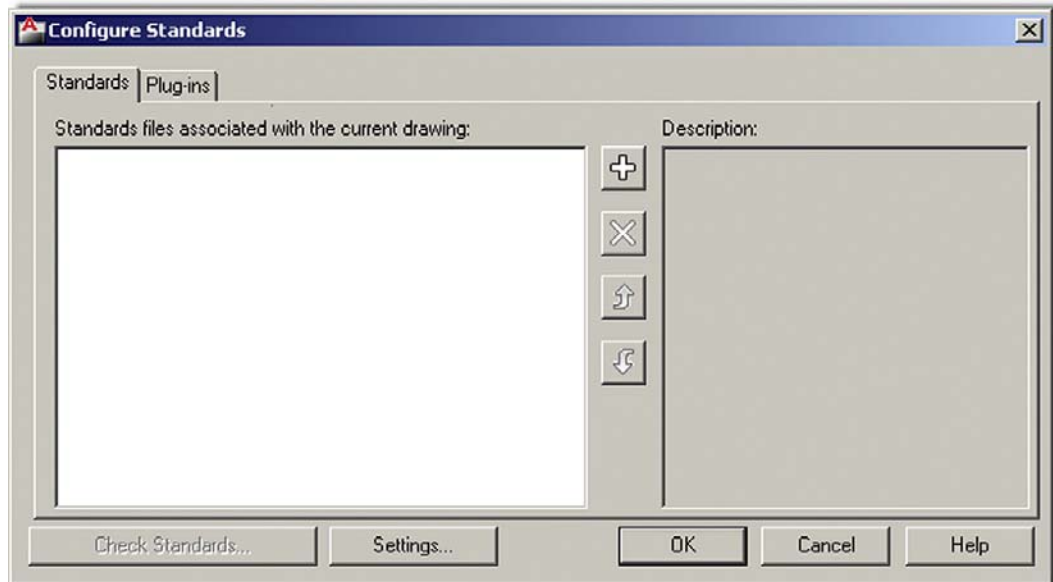 Configure Standards
Standards Plug-ins
Standards files associated with the current drawing:
Description:
Check Standards... Settings... OK Cancel Help